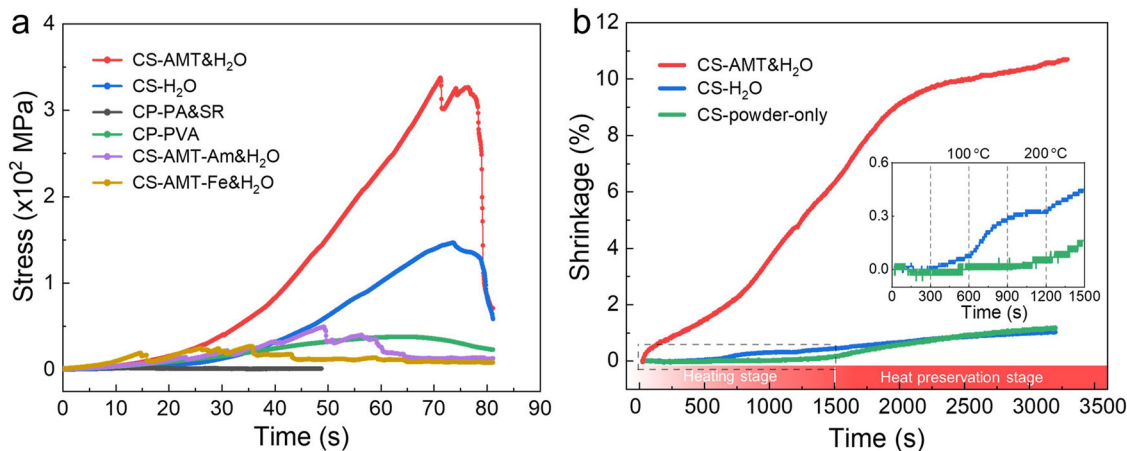 a
Stress (x10² MPa)
4
3
2
1
0
CS-AMT&H₂O
CS-H₂O
CP-PA&SR
CP-PVA
CS-AMT-Am&H₂O
CS-AMT-Fe&H₂O
0 10 20 30 40 50 60 70 80 90
Time (s)
b
Shrinkage (%)
12
10
8
6
4
2
0
CS-AMT&H₂O
CS-H₂O
CS-powder-only
100 °C 200 °C
0.6
0.3
0.0
0 300 600 900 1200 1500
Time (s)
Heating stage Heat preservation stage
0 500 1000 1500 2000 2500 3000 3500
Time (s)